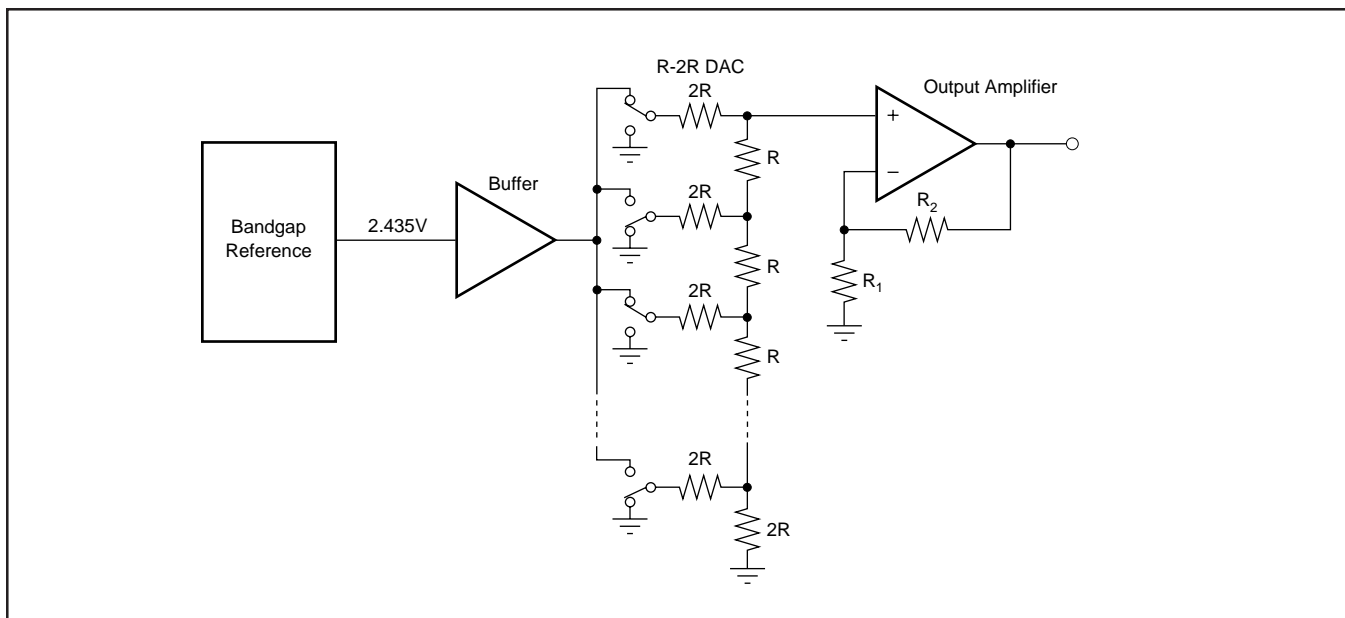 R-2R DAC
2R
Output Amplifier
+
R
−
Buffer
2R
R₂
Bandgap
Reference
2.435V
R
2R
R₁
R
2R
2R